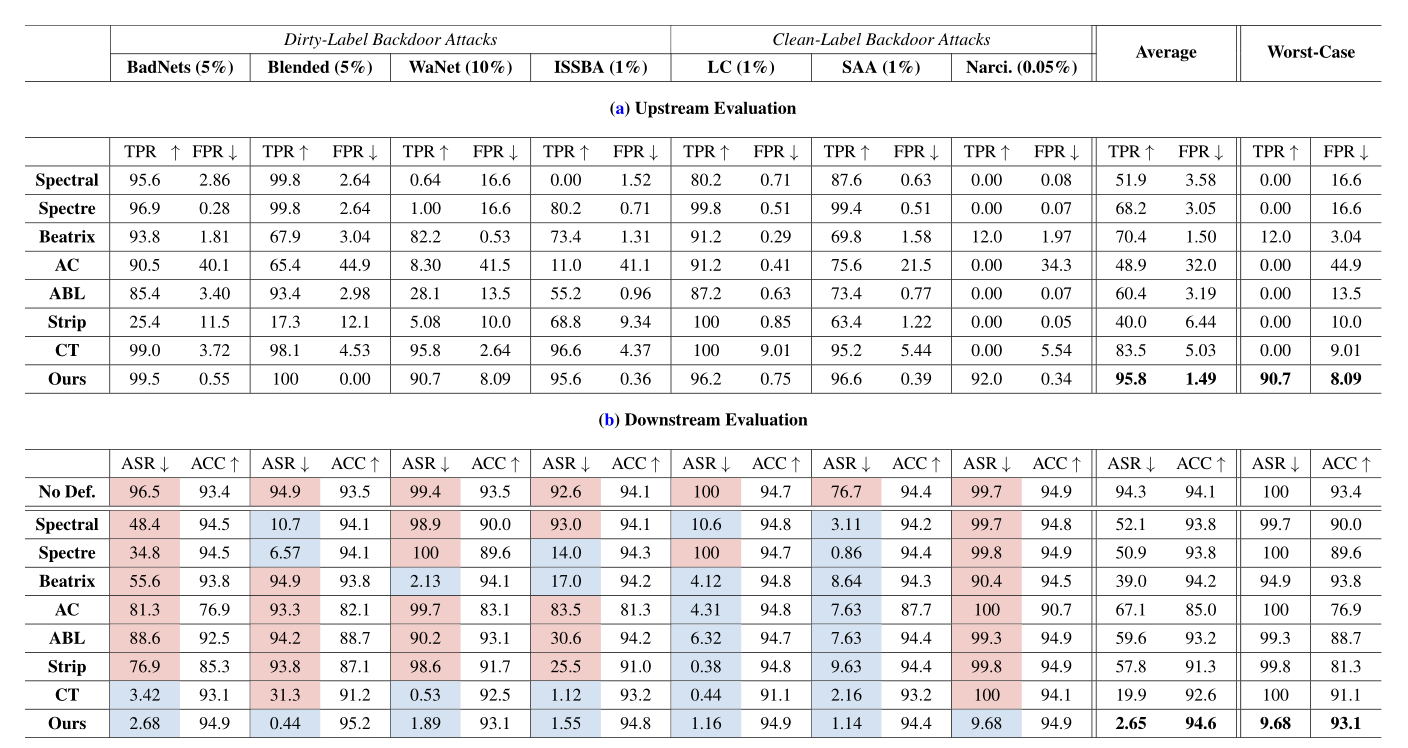 Dirty-Label Backdoor Attacks Clean-Label Backdoor Attacks Average Worst-Case
BadNets (5%) Blended (5%) WaNet (10%) ISSBA (1%) LC (1%) SAA (1%) Narci. (0.05%)
(a) Upstream Evaluation
TPR ↑ FPR ↓ TPR ↑ FPR ↓ TPR ↑ FPR ↓ TPR ↑ FPR ↓ TPR ↑ FPR ↓ TPR ↑ FPR ↓ TPR ↑ FPR ↓ TPR ↑ FPR ↓ TPR ↑ FPR ↓
Spectral 95.6 2.86 99.8 2.64 0.64 16.6 0.00 1.52 80.2 0.71 87.6 0.63 0.00 0.08 51.9 3.58 0.00 16.6
Spectre 96.9 0.28 99.8 2.64 1.00 16.6 80.2 0.71 99.8 0.51 99.4 0.51 0.00 0.07 68.2 3.05 0.00 16.6
Beatrix 93.8 1.81 67.9 3.04 82.2 0.53 73.4 1.31 91.2 0.29 69.8 1.58 12.0 1.97 70.4 1.50 12.0 3.04
AC 90.5 40.1 65.4 44.9 8.30 41.5 11.0 41.1 91.2 0.41 75.6 21.5 0.00 34.3 48.9 32.0 0.00 44.9
ABL 85.4 3.40 93.4 2.98 28.1 13.5 55.2 0.96 87.2 0.63 73.4 0.77 0.00 0.07 60.4 3.19 0.00 13.5
Strip 25.4 11.5 17.3 12.1 5.08 10.0 68.8 9.34 100 0.85 63.4 1.22 0.00 0.05 40.0 6.44 0.00 10.0
CT 99.0 3.72 98.1 4.53 95.8 2.64 96.6 4.37 100 9.01 95.2 5.44 0.00 5.54 83.5 5.03 0.00 9.01
Ours 99.5 0.55 100 0.00 90.7 8.09 95.6 0.36 96.2 0.75 96.6 0.39 92.0 0.34 95.8 1.49 90.7 8.09
(b) Downstream Evaluation
ASR ↓ ACC ↑ ASR ↓ ACC ↑ ASR ↓ ACC ↑ ASR ↓ ACC ↑ ASR ↓ ACC ↑ ASR ↓ ACC ↑ ASR ↓ ACC ↑ ASR ↓ ACC ↑ ASR ↓ ACC ↑
No Def. 96.5 93.4 94.9 93.5 99.4 93.5 92.6 94.1 100 94.7 76.7 94.4 99.7 94.9 94.3 94.1 100 93.4
Spectral 48.4 94.5 10.7 94.1 98.9 90.0 93.0 94.1 10.6 94.8 3.11 94.2 99.7 94.8 52.1 93.8 99.7 90.0
Spectre 34.8 94.5 6.57 94.1 100 89.6 14.0 94.3 100 94.7 0.86 94.4 99.8 94.9 50.9 93.8 100 89.6
Beatrix 55.6 93.8 94.9 93.8 2.13 94.1 17.0 94.2 4.12 94.8 8.64 94.3 90.4 94.5 39.0 94.2 94.9 93.8
AC 81.3 76.9 93.3 82.1 99.7 83.1 83.5 81.3 4.31 94.8 7.63 87.7 100 90.7 67.1 85.0 100 76.9
ABL 88.6 92.5 94.2 88.7 90.2 93.1 30.6 94.2 6.32 94.7 7.63 94.4 99.3 94.9 59.6 93.2 99.3 88.7
Strip 76.9 85.3 93.8 87.1 98.6 91.7 25.5 91.0 0.38 94.8 9.63 94.4 99.8 94.9 57.8 91.3 99.8 81.3
CT 3.42 93.1 31.3 91.2 0.53 92.5 1.12 93.2 0.44 91.1 2.16 93.2 100 94.1 19.9 92.6 100 91.1
Ours 2.68 94.9 0.44 95.2 1.89 93.1 1.55 94.8 1.16 94.9 1.14 94.4 9.68 94.9 2.65 94.6 9.68 93.1